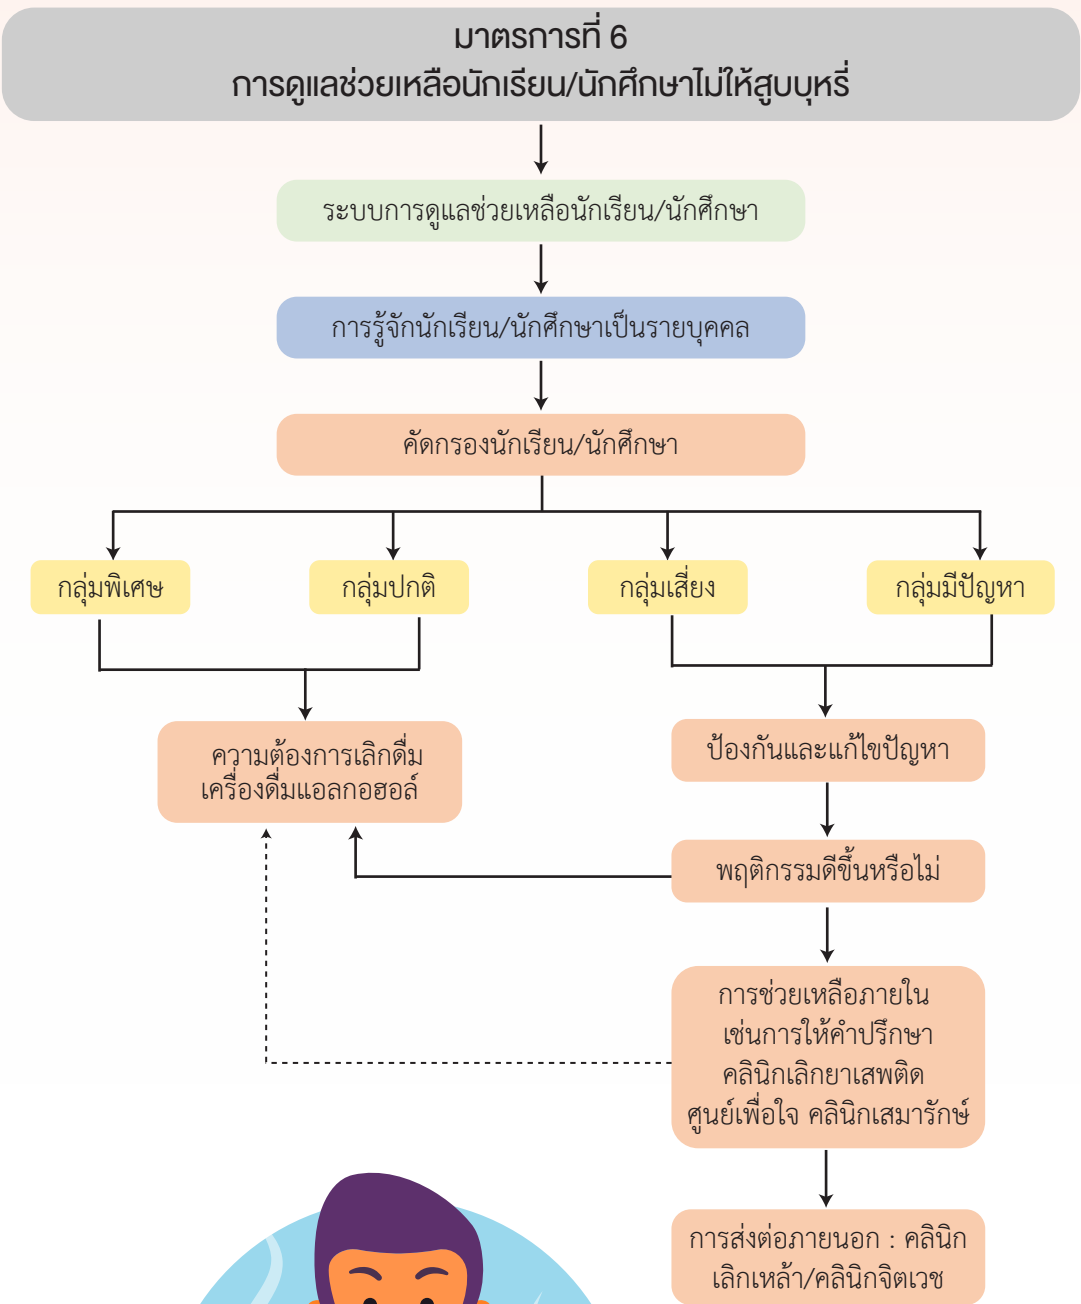 มาตรการที่ 6
การดูแลช่วยเหลือนักเรียน/นักศึกษาไม่ให้สูบบุหรี่
ระบบการดูแลช่วยเหลือนักเรียน/นักศึกษา
การรู้จักนักเรียน/นักศึกษาเป็นรายบุคคล
คัดกรองนักเรียน/นักศึกษา
กลุ่มพิเศษ
กลุ่มปกติ
กลุ่มเสี่ยง
กลุ่มมีปัญหา
ความต้องการเลิกดื่ม
เครื่องดื่มแอลกอฮอล์
ป้องกันและแก้ไขปัญหา
พฤติกรรมดีขึ้นหรือไม่
การช่วยเหลือภายใน
เช่นการให้คำปรึกษา
คลินิกเลิกยาเสพติด
ศูนย์เพื่อใจ คลินิกเสมารักษ์
การส่งต่อภายนอก : คลินิก
เลิกเหล้า/คลินิกจิตเวช